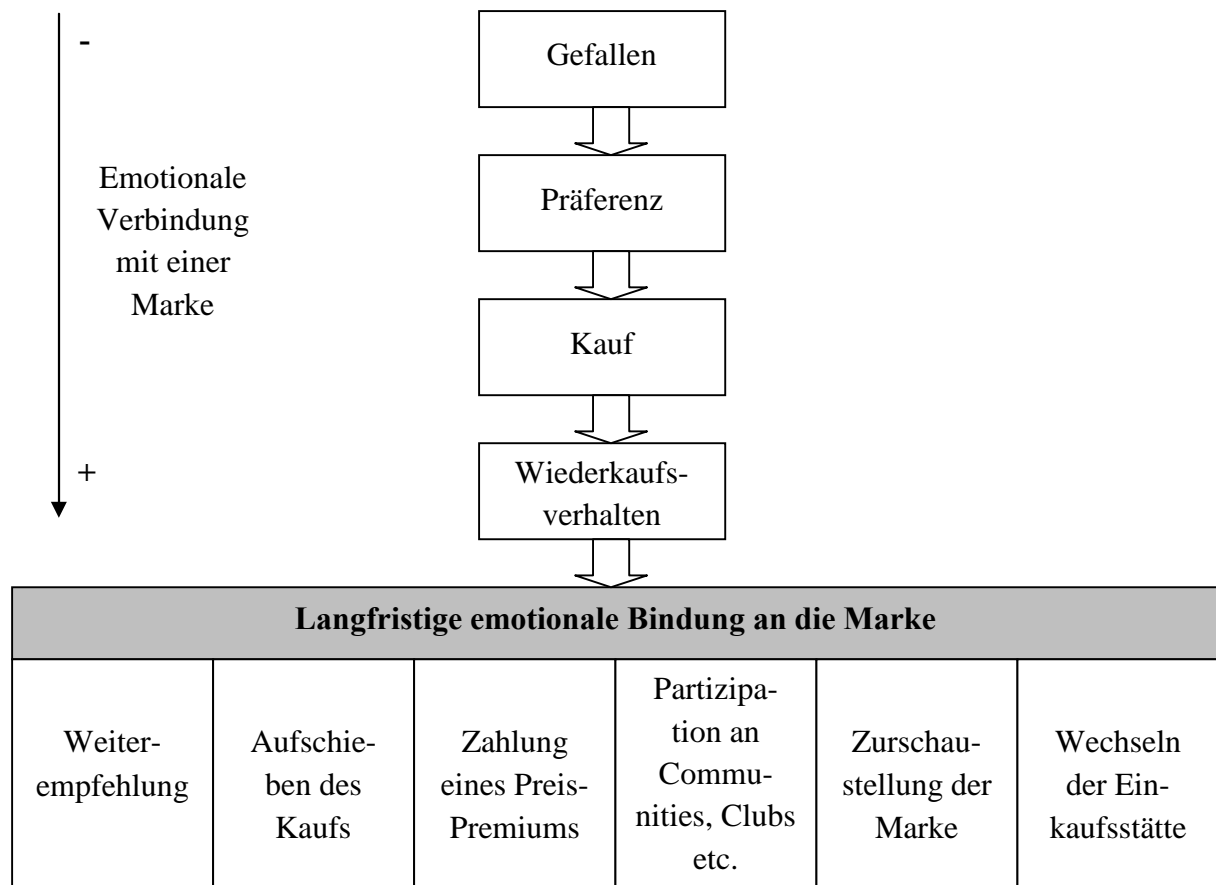 -
Gefallen
Präferenz
Emotionale
Verbindung
mit einer
Marke
Kauf
+
Wiederkaufs-
verhalten
Langfristige emotionale Bindung an die Marke
Weiter-
empfehlung
Aufschie-
ben des
Kaufs
Zahlung
eines Preis-
Premiums
Partizipa-
tion an
Commu-
nities, Clubs
etc.
Zurschau-
stellung der
Marke
Wechseln
der Ein-
kaufsstätte